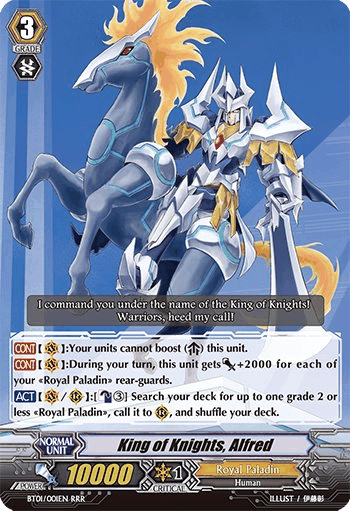 3
GRADE
I command you under the name of the King of Knights!
Warriors, heed my call!
CONT [ ]:Your units cannot boost ( ) this unit.
CONT [ ]:During your turn, this unit gets +2000 for each of
your «Royal Paladin» rear-guards.
ACT [ / ]:[ ③] Search your deck for up to one grade 2 or
less «Royal Paladin», call it to , and shuffle your deck.
NORMAL
UNIT
King of Knights, Alfred
POWER
10000
1
CRITICAL
Royal Paladin
Human
BT01/001EN RRR
ILLUST / 伊藤彰